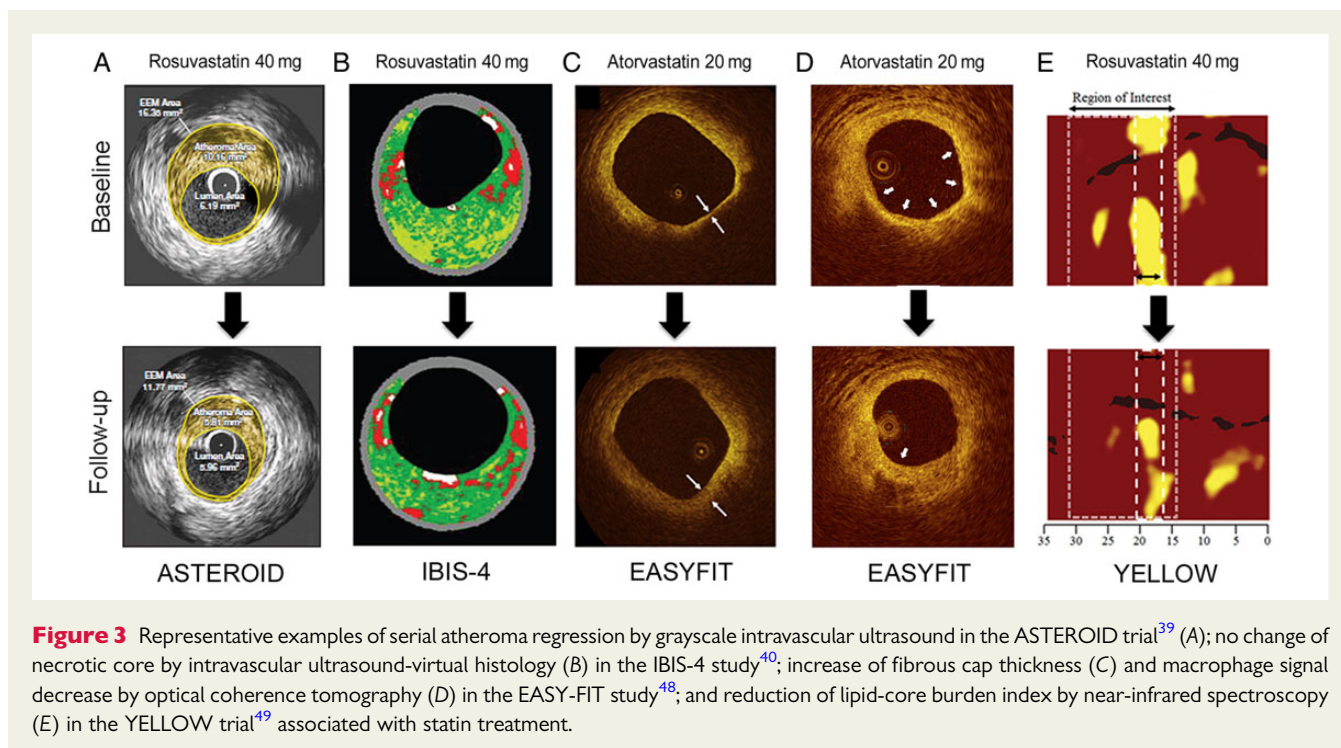 A Rosuvastatin 40 mg B Rosuvastatin 40 mg C Atorvastatin 20 mg D Atorvastatin 20 mg E Rosuvastatin 40 mg
Region of Interest
Baseline
EEM Area
16.35 mm²
Atheroma Area
10.16 mm²
Lumen Area
6.19 mm²
Follow-up
EEM Area
11.77 mm²
Atheroma Area
5.81 mm²
Lumen Area
5.96 mm²
35 30 25 20 15 10 5 0
ASTEROID IBIS-4 EASYFIT EASYFIT YELLOW
Figure 3 Representative examples of serial atheroma regression by grayscale intravascular ultrasound in the ASTEROID trial³⁹ (A); no change of
necrotic core by intravascular ultrasound-virtual histology (B) in the IBIS-4 study⁴⁰; increase of fibrous cap thickness (C) and macrophage signal
decrease by optical coherence tomography (D) in the EASY-FIT study⁴⁸; and reduction of lipid-core burden index by near-infrared spectroscopy
(E) in the YELLOW trial⁴⁹ associated with statin treatment.